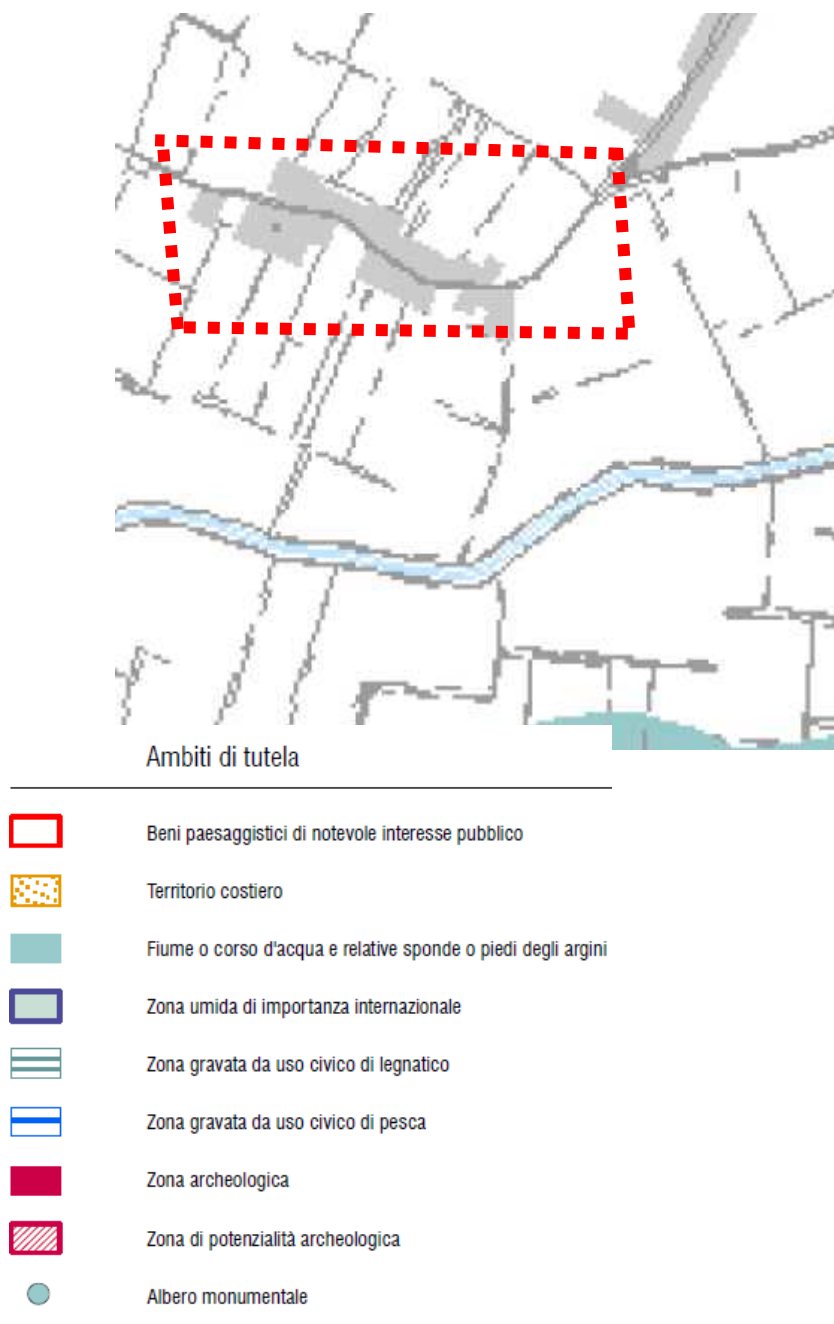 Ambiti di tutela
Beni paesaggistici di notevole interesse pubblico
Territorio costiero
Fiume o corso d'acqua e relative sponde o piedi degli argini
Zona umida di importanza internazionale
Zona gravata da uso civico di legnatico
Zona gravata da uso civico di pesca
Zona archeologica
Zona di potenzialità archeologica
Albero monumentale